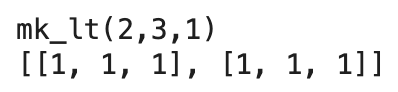 mk_lt(2,3,1)
[[1, 1, 1], [1, 1, 1]]